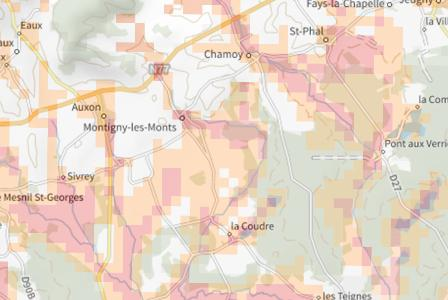 Fays-la-Chapelle
Eaux
St-Phal
Chamoy
N77
Auxon
Montigny-les-Monts
Pont aux Verri
Sivrey
D27
Mesnil St-Georges
la Coudre
D90B
les Teignes